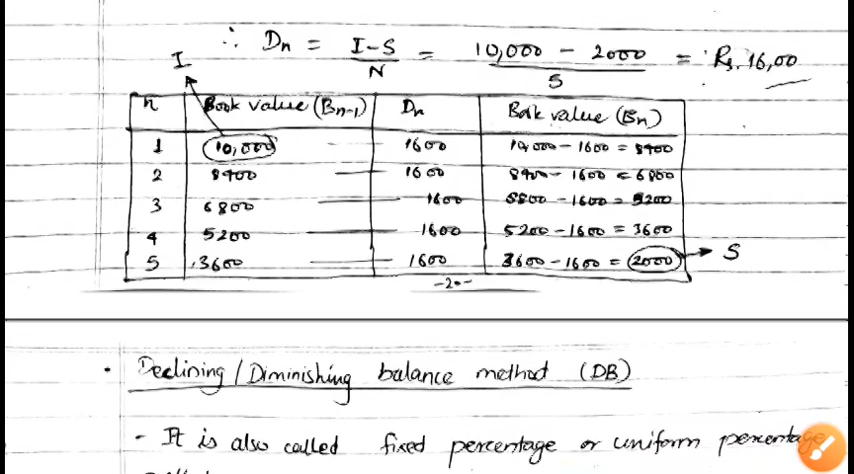 ∴ Dn = I-S / N = 10,000 - 2000 / 5 = Rs. 16,00
I
n Book value (Bn-1) Dn Book value (Bn)
1 10,000 1600 10,000 - 1600 = 8400
2 8400 1600 8400 - 1600 = 6800
3 6800 1600 6800 - 1600 = 5200
4 5200 1600 5200 - 1600 = 3600
5 3600 1600 3600 - 1600 = 2000 → S
-20-
• Declining / Diminishing balance method (DB)
- It is also called fixed percentage or uniform percentage